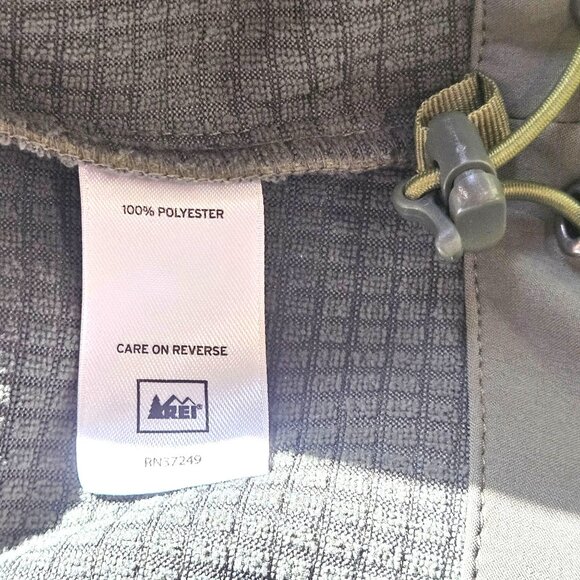 100% POLYESTER
CARE ON REVERSE
REI®
RN37249